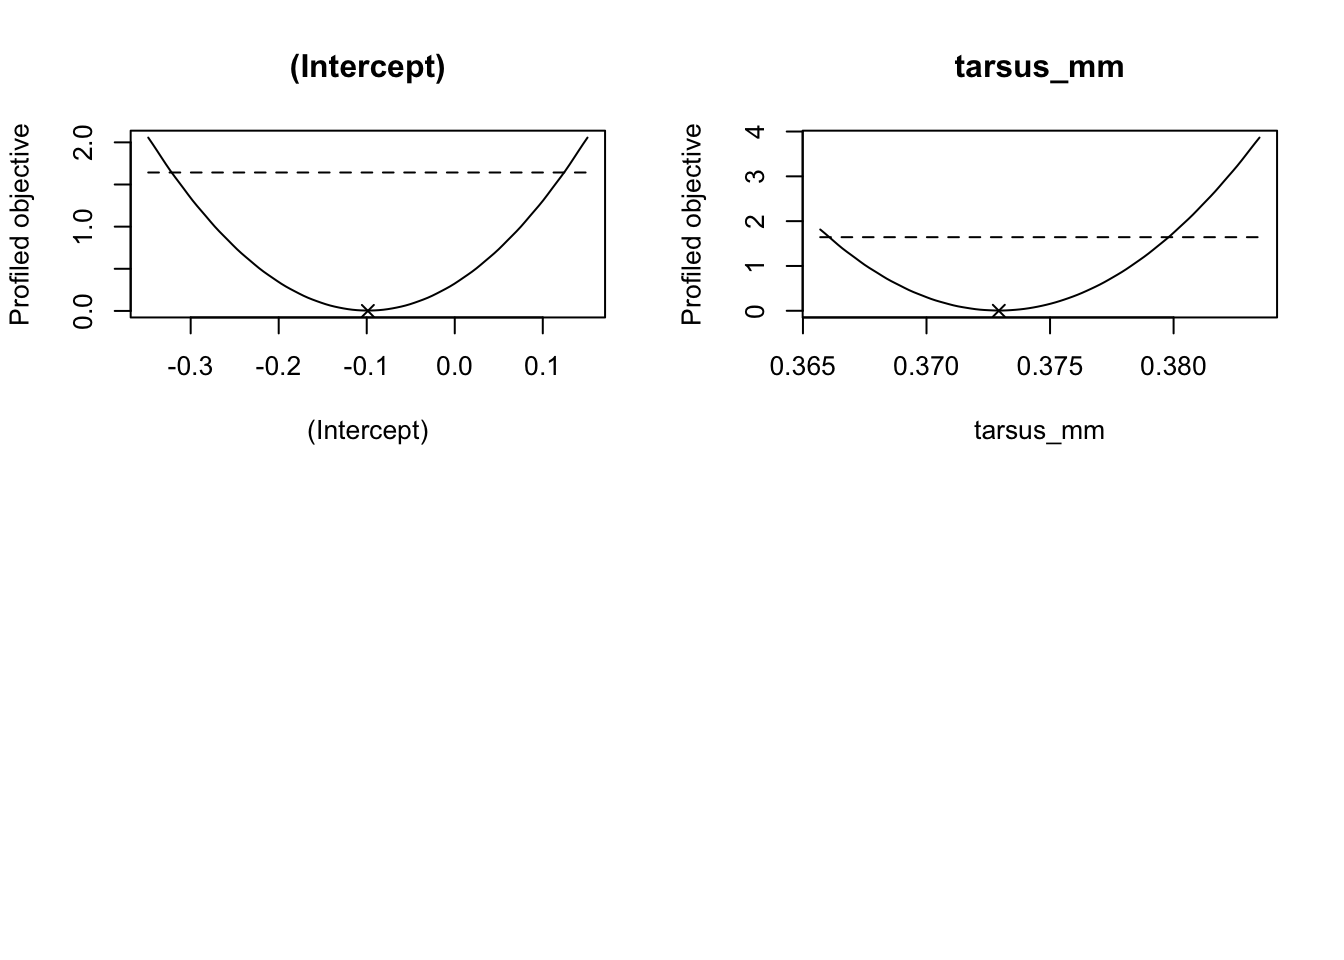 (Intercept)
Profiled objective
2.0
1.0
0.0
-0.3 -0.2 -0.1 0.0 0.1
(Intercept)
tarsus_mm
Profiled objective
4
3
2
1
0
0.365 0.370 0.375 0.380
tarsus_mm